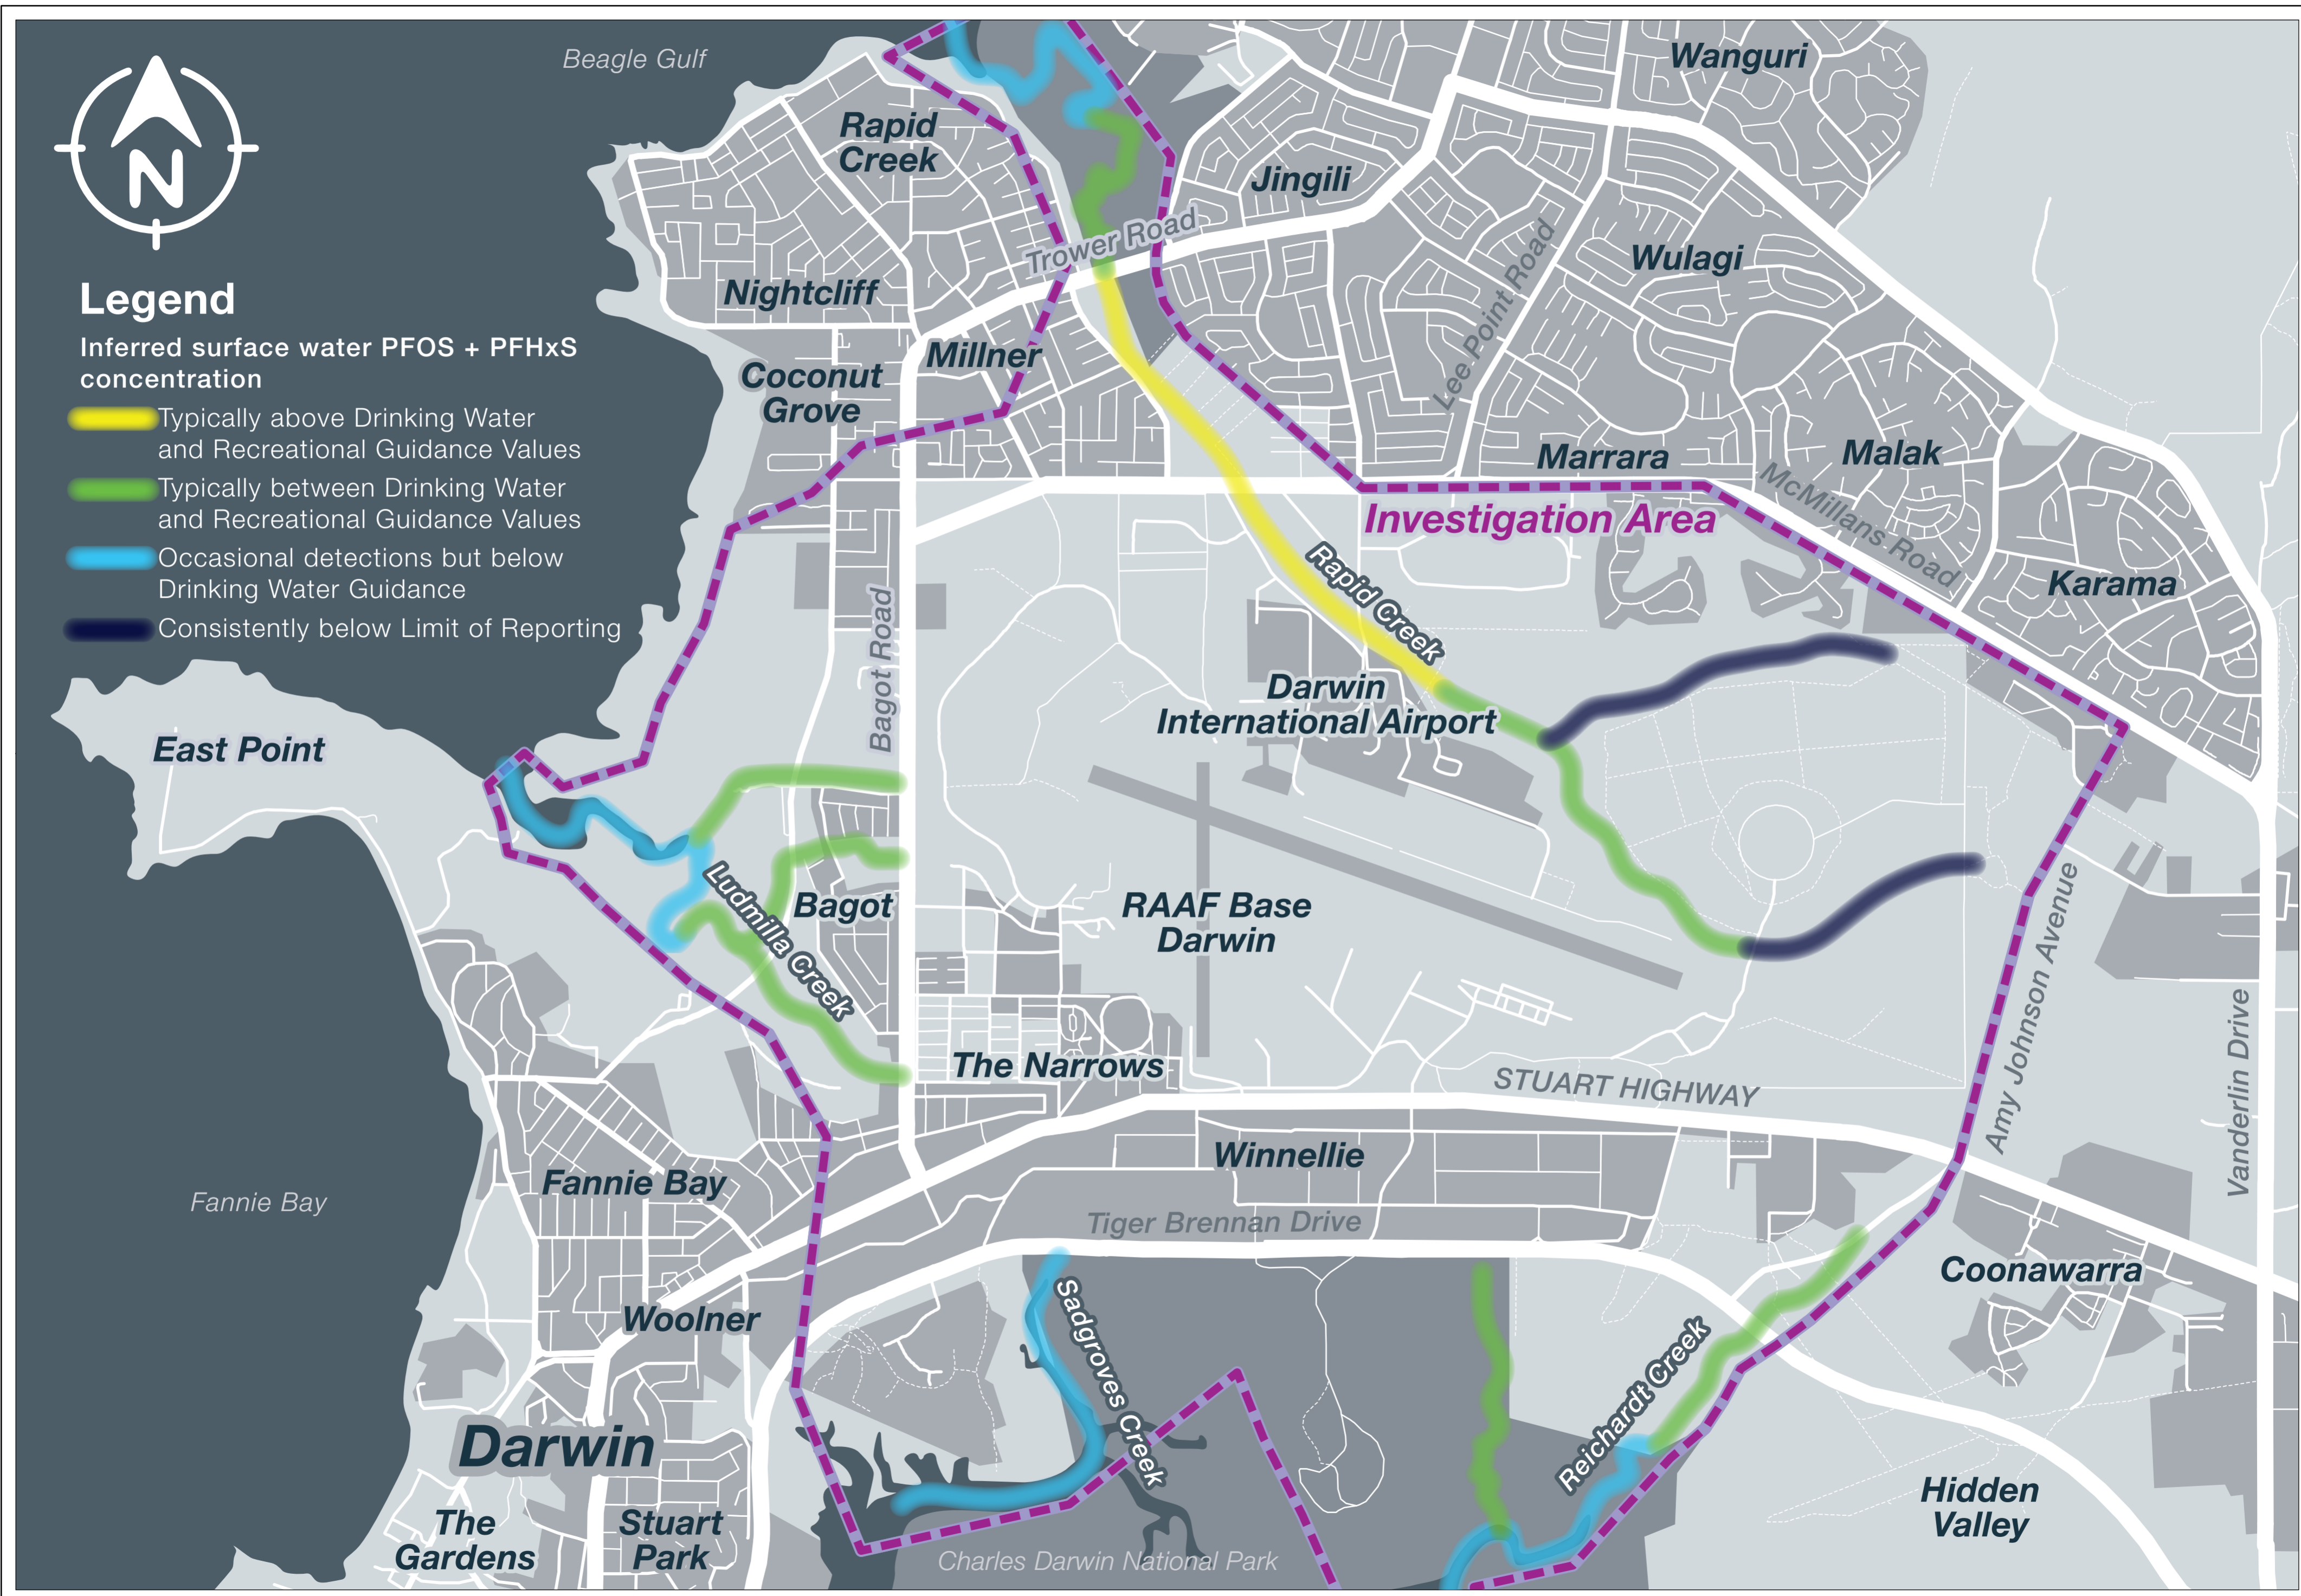 Beagle Gulf
Wanguri
Rapid
Creek
N
Jingili
Trower Road
Wulagi
Nightcliff
Legend
Inferred surface water PFOS + PFHxS
concentration
Typically above Drinking Water
and Recreational Guidance Values
Typically between Drinking Water
and Recreational Guidance Values
Occasional detections but below
Drinking Water Guidance
Consistently below Limit of Reporting
Millner
Coconut
Grove
Lee Point Road
Marrara
Malak
McMillans Road
Investigation Area
Karama
Rapid Creek
Bagot Road
Darwin
International Airport
East Point
Ludmilla Creek
Bagot
RAAF Base
Darwin
Amy Johnson Avenue
Vanderlin Drive
The Narrows
STUART HIGHWAY
Winnellie
Fannie Bay
Fannie Bay
Tiger Brennan Drive
Coonawarra
Woolner
Sadgroves Creek
Reichardt Creek
Darwin
Hidden
Valley
The
Gardens
Stuart
Park
Charles Darwin National Park